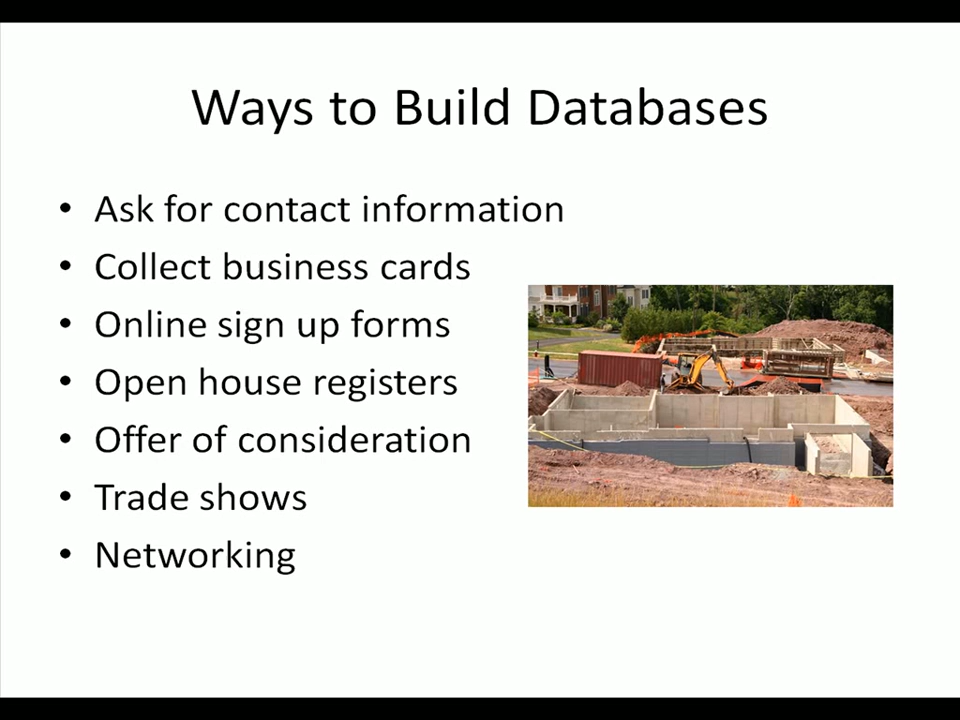 Ways to Build Databases
• Ask for contact information
• Collect business cards
• Online sign up forms
• Open house registers
• Offer of consideration
• Trade shows
• Networking